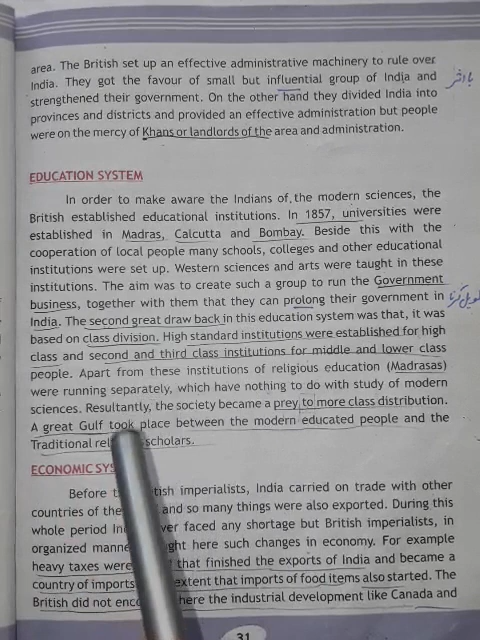 area. The British set up an effective administrative machinery to rule over
India. They got the favour of small but influential group of India and
strengthened their government. On the other hand they divided India into
provinces and districts and provided an effective administration but people
were on the mercy of Khans or landlords of the area and administration.
EDUCATION SYSTEM
In order to make aware the Indians of the modern sciences, the
British established educational institutions. In 1857, universities were
established in Madras, Calcutta and Bombay. Beside this with the
cooperation of local people many schools, colleges and other educational
institutions were set up. Western sciences and arts were taught in these
institutions. The aim was to create such a group to run the Government
business, together with them that they can prolong their government in
India. The second great draw back in this education system was that, it was
based on class division. High standard institutions were established for high
class and second and third class institutions for middle and lower class
people. Apart from these institutions of religious education (Madrasas)
were running separately, which have nothing to do with study of modern
sciences. Resultantly, the society became a prey to more class distribution.
A great Gulf took place between the modern educated people and the
Traditional rel scholars.
ECONOMIC SYS
Before t tish imperialists, India carried on trade with other
countries of the and so many things were also exported. During this
whole period In ver faced any shortage but British imperialists, in
organized manne ght here such changes in economy. For example
heavy taxes were that finished the exports of India and became a
country of imports extent that imports of food items also started. The
British did not enco here the industrial development like Canada and
31